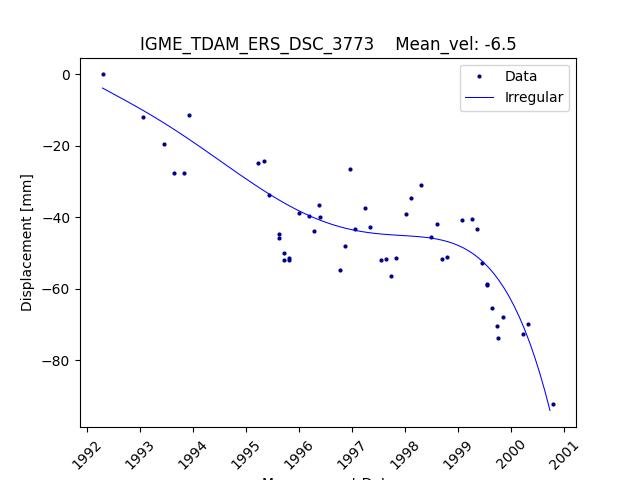 IGME_TDAM_ERS_DSC_3773    Mean_vel: -6.5
Data
Irregular
Displacement [mm]
0
−20
−40
−60
−80
1992 1993 1994 1995 1996 1997 1998 1999 2000 2001